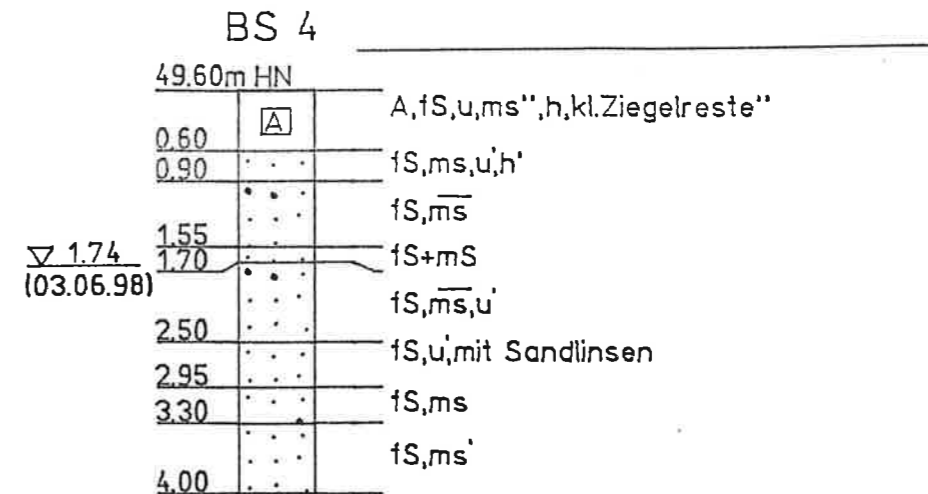 BS 4
49.60m HN
A
A,fS,u,ms",h,kl.Ziegelreste"
0.60
fS,ms,u',h'
0.90
fS,m̅s̅
1.55
fS+mS
▽ 1.74
(03.06.98)
1.70
fS,m̅s̅,u'
2.50
fS,u',mit Sandlinsen
2.95
fS,ms
3.30
fS,ms'
4.00